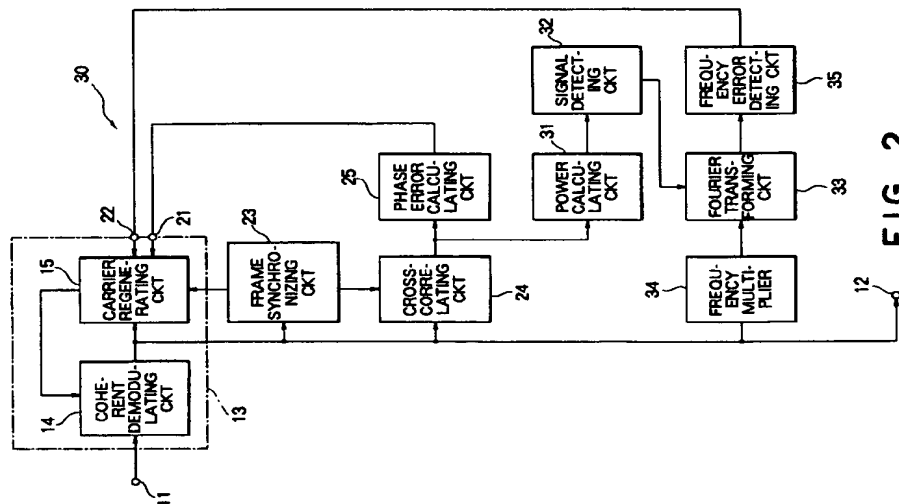 30
22
21
15
CARRIER
REGENE-
RATING
CKT
14
COHE-
RENT
DEMODU-
LATING
CKT
13
11
23
FRAME
SYNCHRO-
NIZING
CKT
25
PHASE
ERROR
CALCU-
LATING
CKT
CROSS-
CORRE-
LATING
CKT
24
32
SIGNAL
DETECT-
ING
CKT
31
POWER
CALCU-
LATING
CKT
FREQU-
ENCY
ERROR
DETECT-
ING CKT
35
FOURIER
TRANS-
FORMING
CKT
33
34
FREQU-
ENCY
MULTI-
PLIER
12
FIG. 2